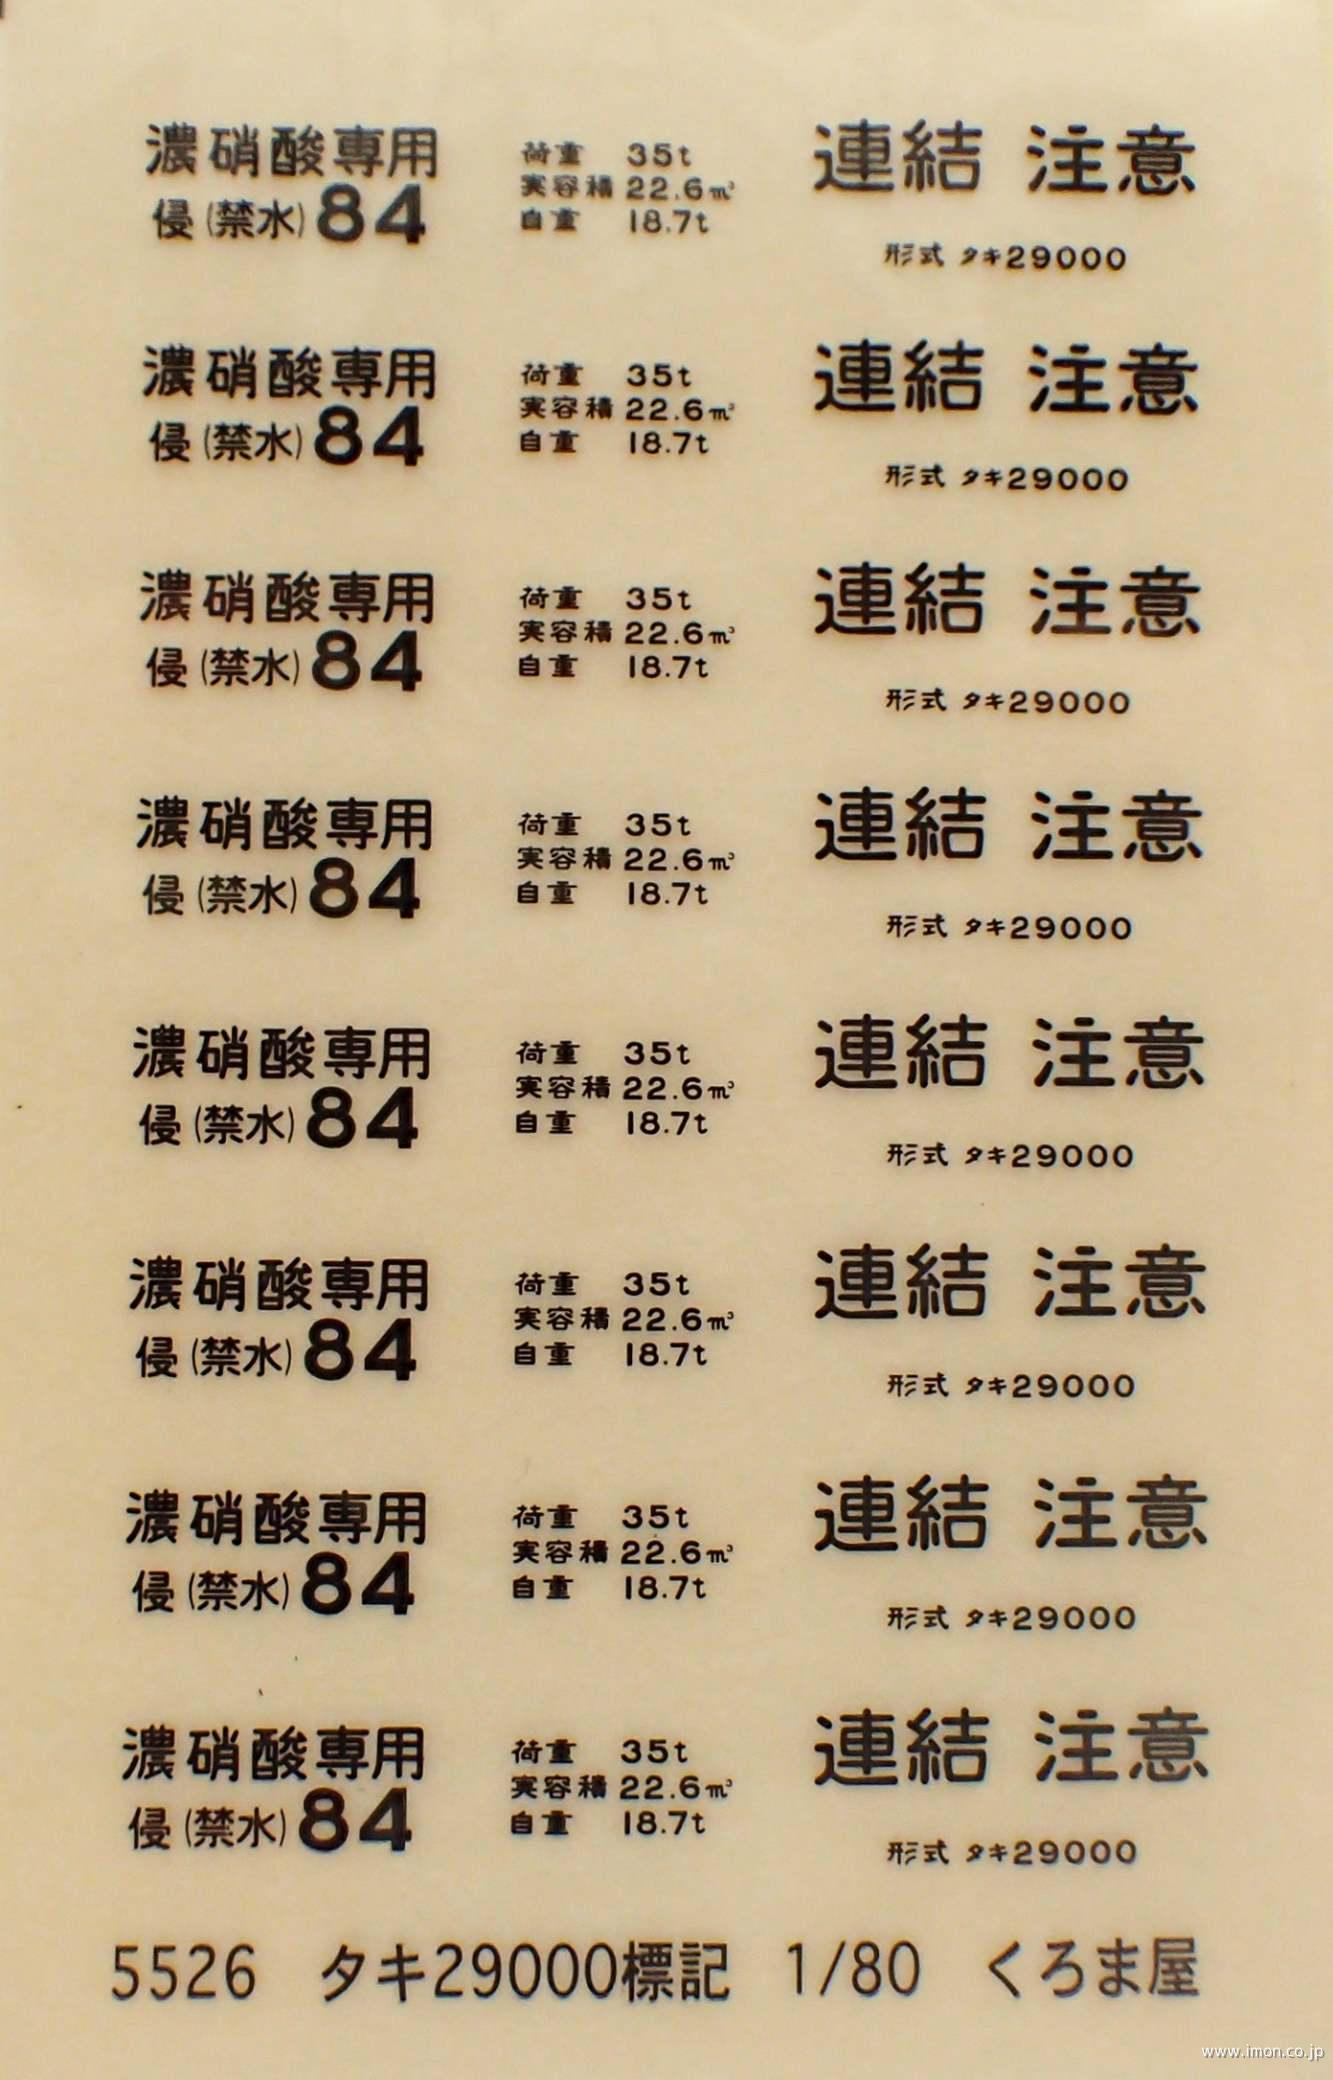 濃硝酸専用
侵(禁水)84
荷重 35t
実容積 22.6m³
自重 18.7t
連結 注意
形式 タキ29000
濃硝酸専用
侵(禁水)84
荷重 35t
実容積 22.6m³
自重 18.7t
連結 注意
形式 タキ29000
濃硝酸専用
侵(禁水)84
荷重 35t
実容積 22.6m³
自重 18.7t
連結 注意
形式 タキ29000
濃硝酸専用
侵(禁水)84
荷重 35t
実容積 22.6m³
自重 18.7t
連結 注意
形式 タキ29000
濃硝酸専用
侵(禁水)84
荷重 35t
実容積 22.6m³
自重 18.7t
連結 注意
形式 タキ29000
濃硝酸専用
侵(禁水)84
荷重 35t
実容積 22.6m³
自重 18.7t
連結 注意
形式 タキ29000
濃硝酸専用
侵(禁水)84
荷重 35t
実容積 22.6m³
自重 18.7t
連結 注意
形式 タキ29000
濃硝酸専用
侵(禁水)84
荷重 35t
実容積 22.6m³
自重 18.7t
連結 注意
形式 タキ29000
5526 タキ29000標記 1/80 くろま屋
www.imon.co.jp